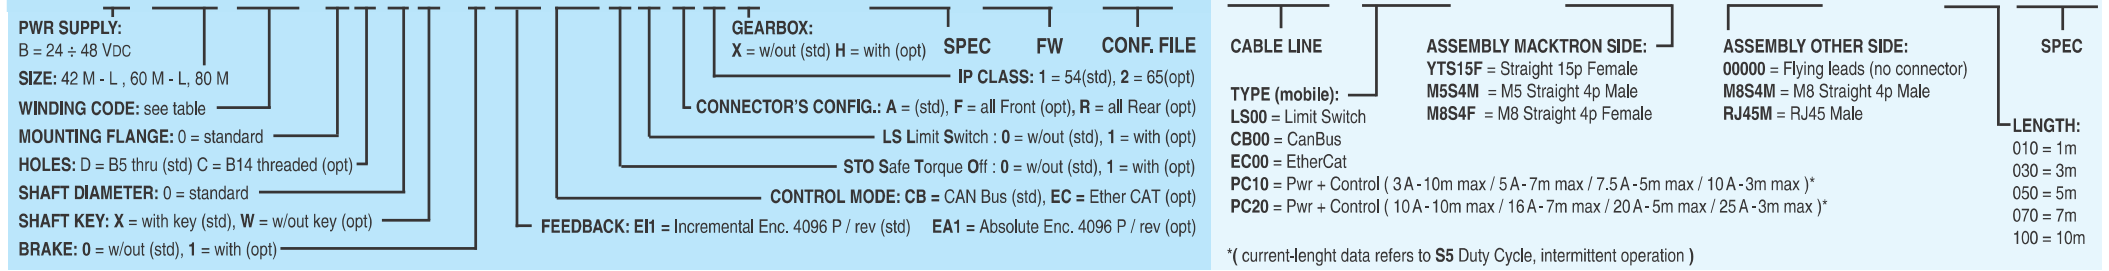 PWR SUPPLY:
B = 24 ÷ 48 VDC
SIZE: 42 M - L , 60 M - L, 80 M
WINDING CODE: see table
MOUNTING FLANGE: 0 = standard
HOLES: D = B5 thru (std) C = B14 threaded (opt)
SHAFT DIAMETER: 0 = standard
SHAFT KEY: X = with key (std), W = w/out key (opt)
BRAKE: 0 = w/out (std), 1 = with (opt)
GEARBOX:
X = w/out (std) H = with (opt)
SPEC
FW
CONF. FILE
IP CLASS: 1 = 54(std), 2 = 65(opt)
CONNECTOR'S CONFIG.: A = (std), F = all Front (opt), R = all Rear (opt)
LS Limit Switch : 0 = w/out (std), 1 = with (opt)
STO Safe Torque Off : 0 = w/out (std), 1 = with (opt)
CONTROL MODE: CB = CAN Bus (std), EC = Ether CAT (opt)
FEEDBACK: EI1 = Incremental Enc. 4096 P / rev (std) EA1 = Absolute Enc. 4096 P / rev (opt)
CABLE LINE
TYPE (mobile):
LS00 = Limit Switch
CB00 = CanBus
EC00 = EtherCat
PC10 = Pwr + Control ( 3 A - 10m max / 5 A - 7m max / 7.5 A - 5m max / 10 A - 3m max )*
PC20 = Pwr + Control ( 10 A - 10m max / 16 A - 7m max / 20 A - 5m max / 25 A - 3m max )*
*( current-lenght data refers to S5 Duty Cycle, intermittent operation )
ASSEMBLY MACKTRON SIDE:
YTS15F = Straight 15p Female
M5S4M = M5 Straight 4p Male
M8S4F = M8 Straight 4p Female
ASSEMBLY OTHER SIDE:
00000 = Flying leads (no connector)
M8S4M = M8 Straight 4p Male
RJ45M = RJ45 Male
SPEC
LENGTH:
010 = 1m
030 = 3m
050 = 5m
070 = 7m
100 = 10m